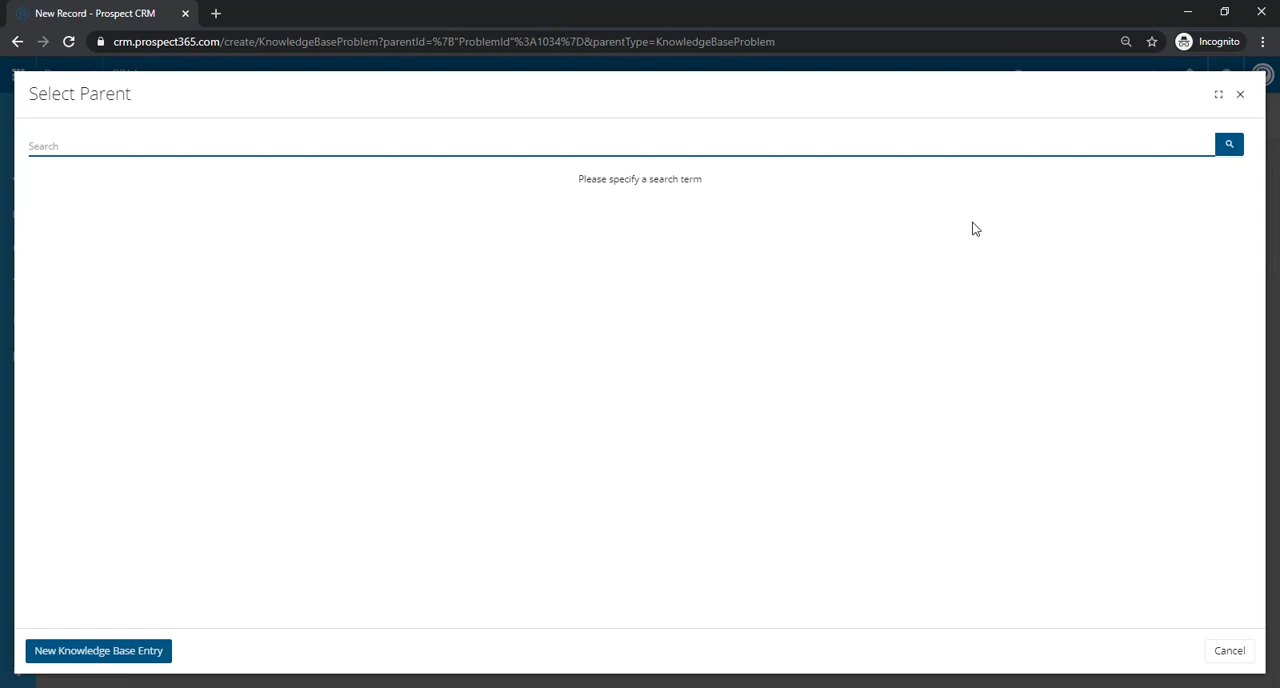 New Record - Prospect CRM
crm.prospect365.com/create/KnowledgeBaseProblem?parentId=%7B"ProblemId"%3A1034%7D&parentType=KnowledgeBaseProblem
Incognito
Select Parent
Search
Please specify a search term
New Knowledge Base Entry
Cancel